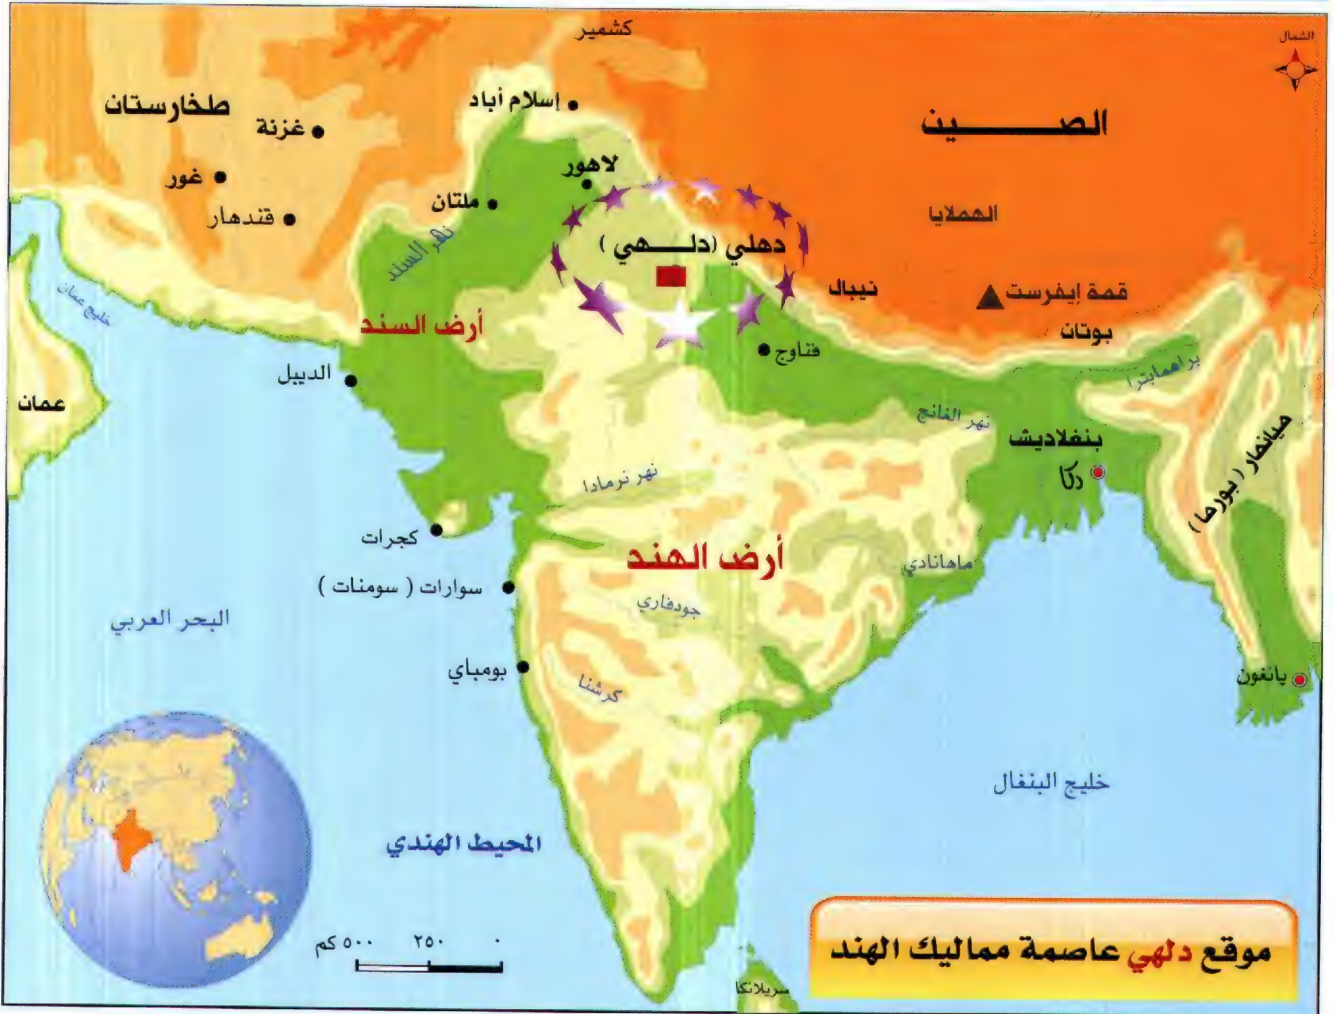 الشمال
كشمير
إسلام أباد
الصـــــــين
طخارستان
غزنة
لاهور
غور
ملتان
قندهار
الهملايا
نهر السند
دهلي (دلـــهي )
نيبال
قمة إيفرست
خليج عمان
أرض السند
بوتان
فناوج
براهمابترا
الديبل
عمان
نهر الغانج
بنغلاديش
دكا
ميانمار ( بورما )
نهر نرمادا
كجرات
أرض الهند
ماهانادي
سوارات ( سومنات )
جودفاري
البحر العربي
بومباي
كرشنا
يانغون
خليج البنغال
المحيط الهندي
٥٠٠ كم ٢٥٠ ٠
موقع دلهي عاصمة مماليك الهند
سريلانكا